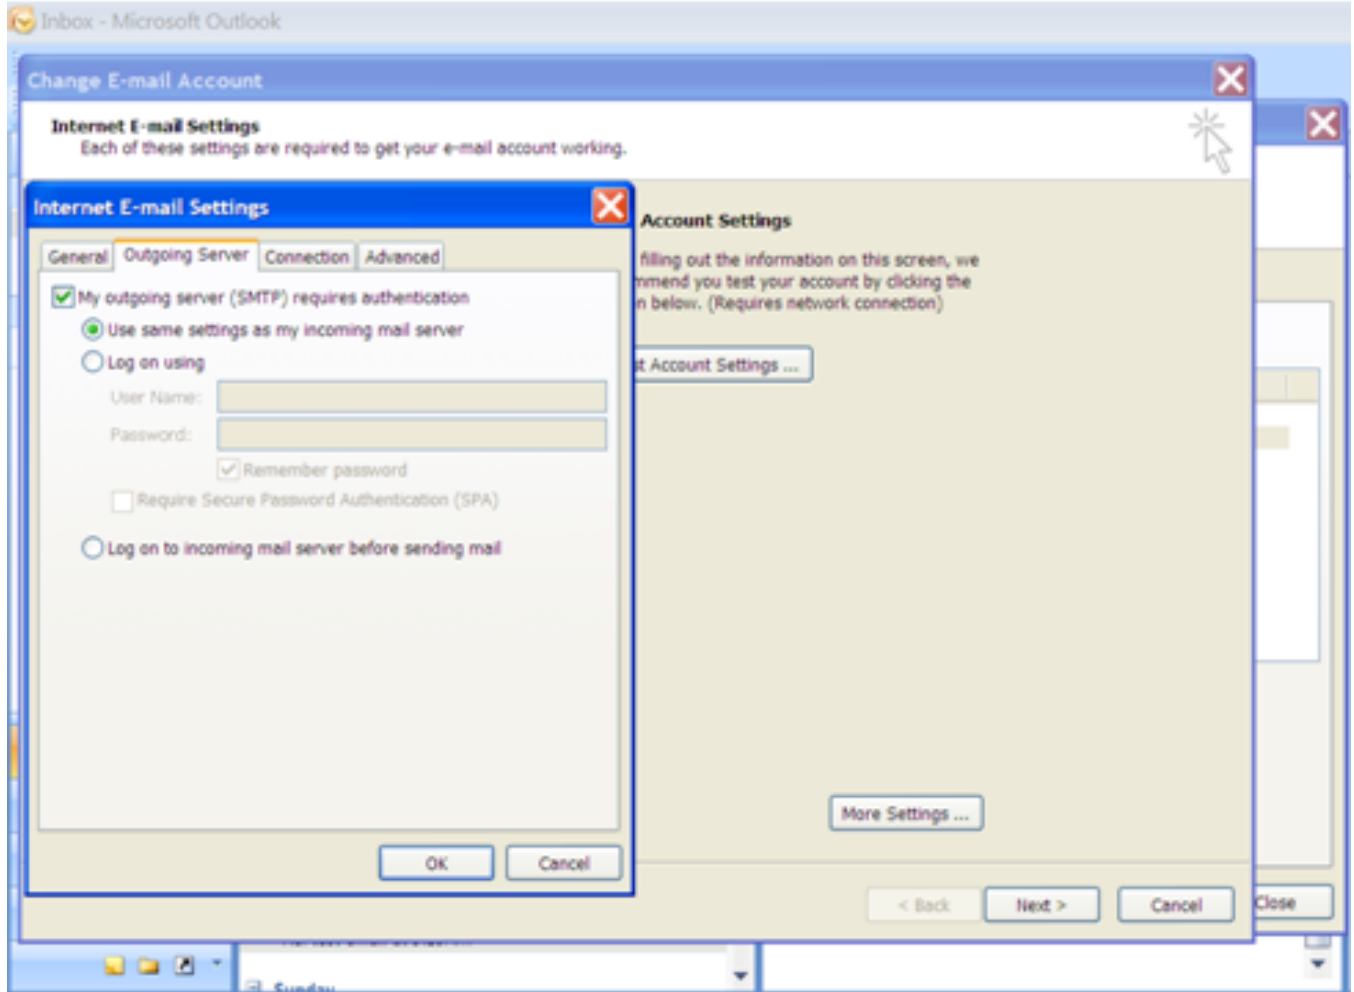 Inbox - Microsoft Outlook
Change E-mail Account
Internet E-mail Settings
Each of these settings are required to get your e-mail account working.
Internet E-mail Settings
General Outgoing Server Connection Advanced
My outgoing server (SMTP) requires authentication
Use same settings as my incoming mail server
Log on using
User Name:
Password:
Remember password
Require Secure Password Authentication (SPA)
Log on to incoming mail server before sending mail
OK Cancel
Account Settings
filling out the information on this screen, we
mmend you test your account by clicking the
n below. (Requires network connection)
st Account Settings ...
More Settings ...
< Back Next > Cancel
Close
Sunday